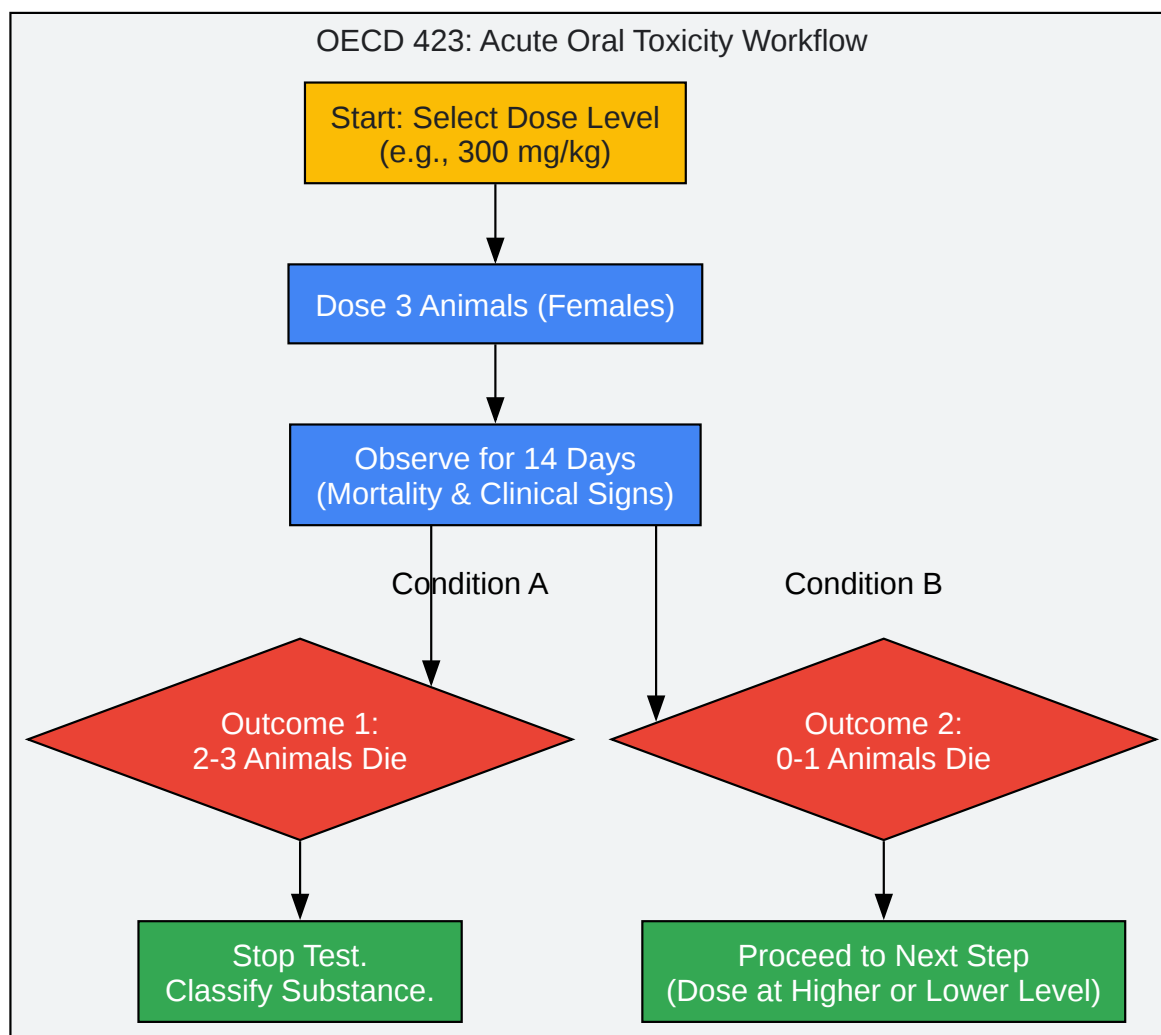 OECD 423: Acute Oral Toxicity Workflow
Start: Select Dose Level
(e.g., 300 mg/kg)
Dose 3 Animals (Females)
Observe for 14 Days
(Mortality & Clinical Signs)
Condition A
Condition B
Outcome 1:
2-3 Animals Die
Outcome 2:
0-1 Animals Die
Stop Test.
Classify Substance.
Proceed to Next Step
(Dose at Higher or Lower Level)